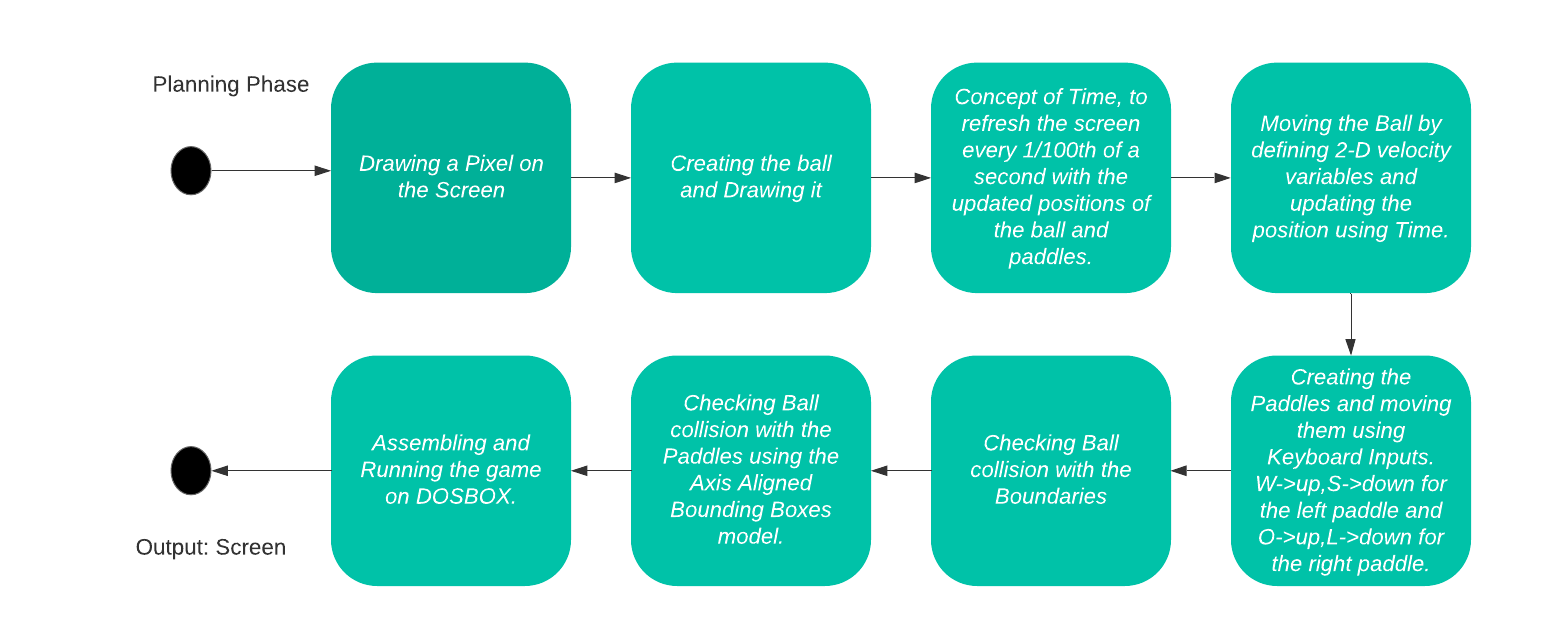 Planning Phase
Drawing a Pixel on
the Screen
Creating the ball
and Drawing it
Concept of Time, to
refresh the screen
every 1/100th of a
second with the
updated positions of
the ball and
paddles.
Moving the Ball by
defining 2-D velocity
variables and
updating the
position using Time.
Creating the
Paddles and moving
them using
Keyboard Inputs.
W->up,S->down for
the left paddle and
O->up,L->down for
the right paddle.
Checking Ball
collision with the
Boundaries
Checking Ball
collision with the
Paddles using the
Axis Aligned
Bounding Boxes
model.
Assembling and
Running the game
on DOSBOX.
Output: Screen